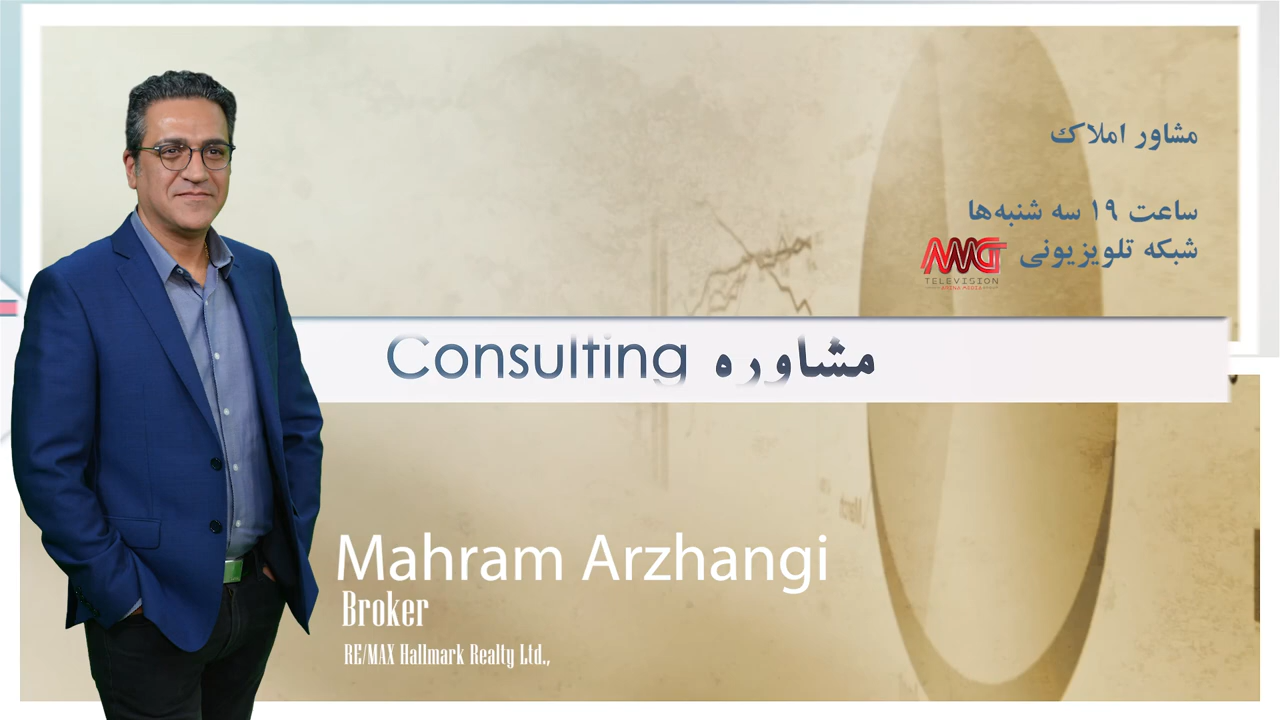 مشاور املاک
ساعت ۱۹ سه شنبه‌ها
شبکه تلویزیونی AMG
TELEVISION
Consulting مشاوره
Mahram Arzhangi
Broker
RE/MAX Hallmark Realty Ltd.,